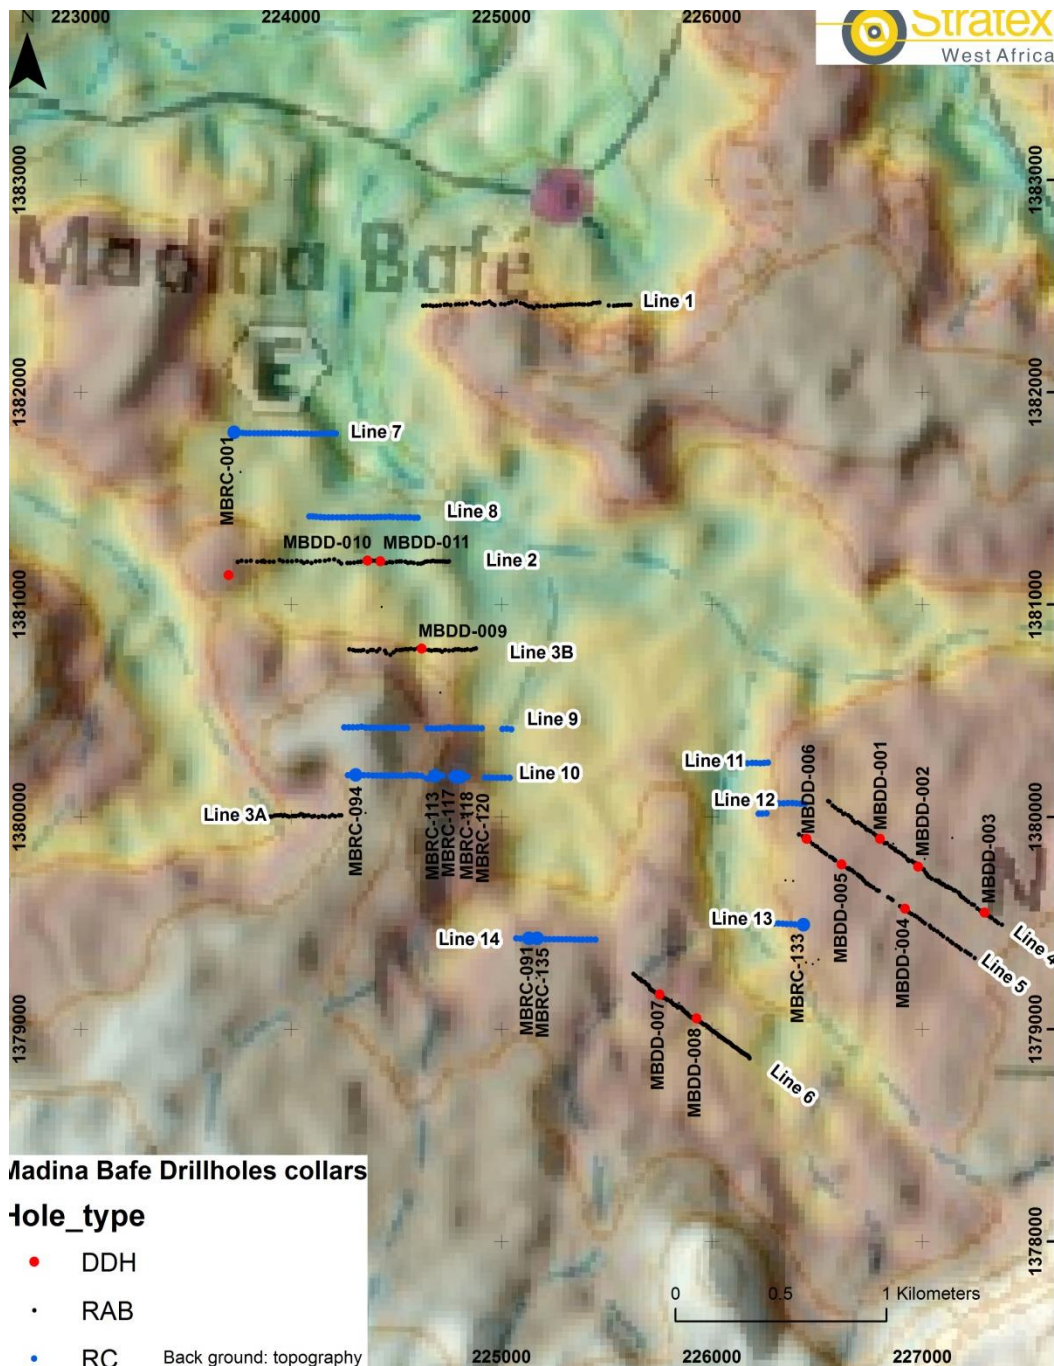 223000
224000
225000
226000
N
Stratex
West Africa
1383000
1383000
Madina Bafé
Line 1
E
1382000
1382000
Line 7
MBRC-001
Line 8
MBDD-010
MBDD-011
Line 2
1381000
1381000
MBDD-009
Line 3B
Line 9
Line 11
Line 10
Line 12
MBDD-006
MBDD-001
MBDD-002
MBDD-003
1380000
1380000
Line 3A
MBRC-094
MBRC-113
MBRC-117
MBRC-118
MBRC-120
MBDD-005
MBDD-004
N
Line 4
Line 13
Line 14
MBRC-091
MBRC-135
MBRC-133
Line 5
1379000
1379000
MBDD-007
MBDD-008
Line 6
Madina Bafe Drillholes collars
Hole_type
DDH
RAB
RC
Back ground: topography
1378000
0 0.5 1 Kilometers
225000
226000
227000